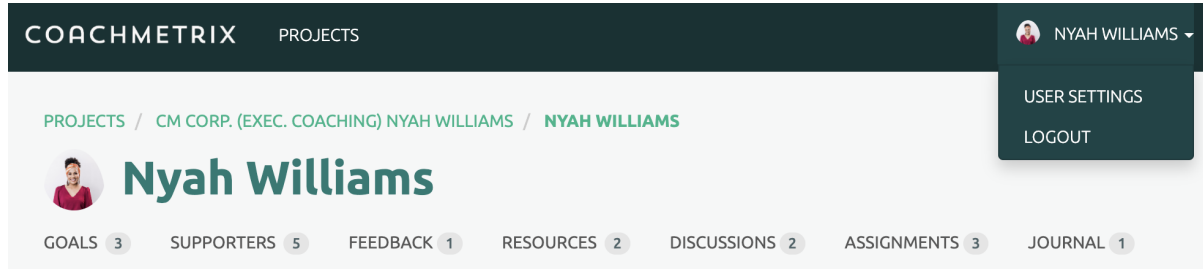 COACHMETRIX PROJECTS NYAH WILLIAMS
USER SETTINGS
LOGOUT
PROJECTS / CM CORP. (EXEC. COACHING) NYAH WILLIAMS / NYAH WILLIAMS
Nyah Williams
GOALS 3 SUPPORTERS 5 FEEDBACK 1 RESOURCES 2 DISCUSSIONS 2 ASSIGNMENTS 3 JOURNAL 1